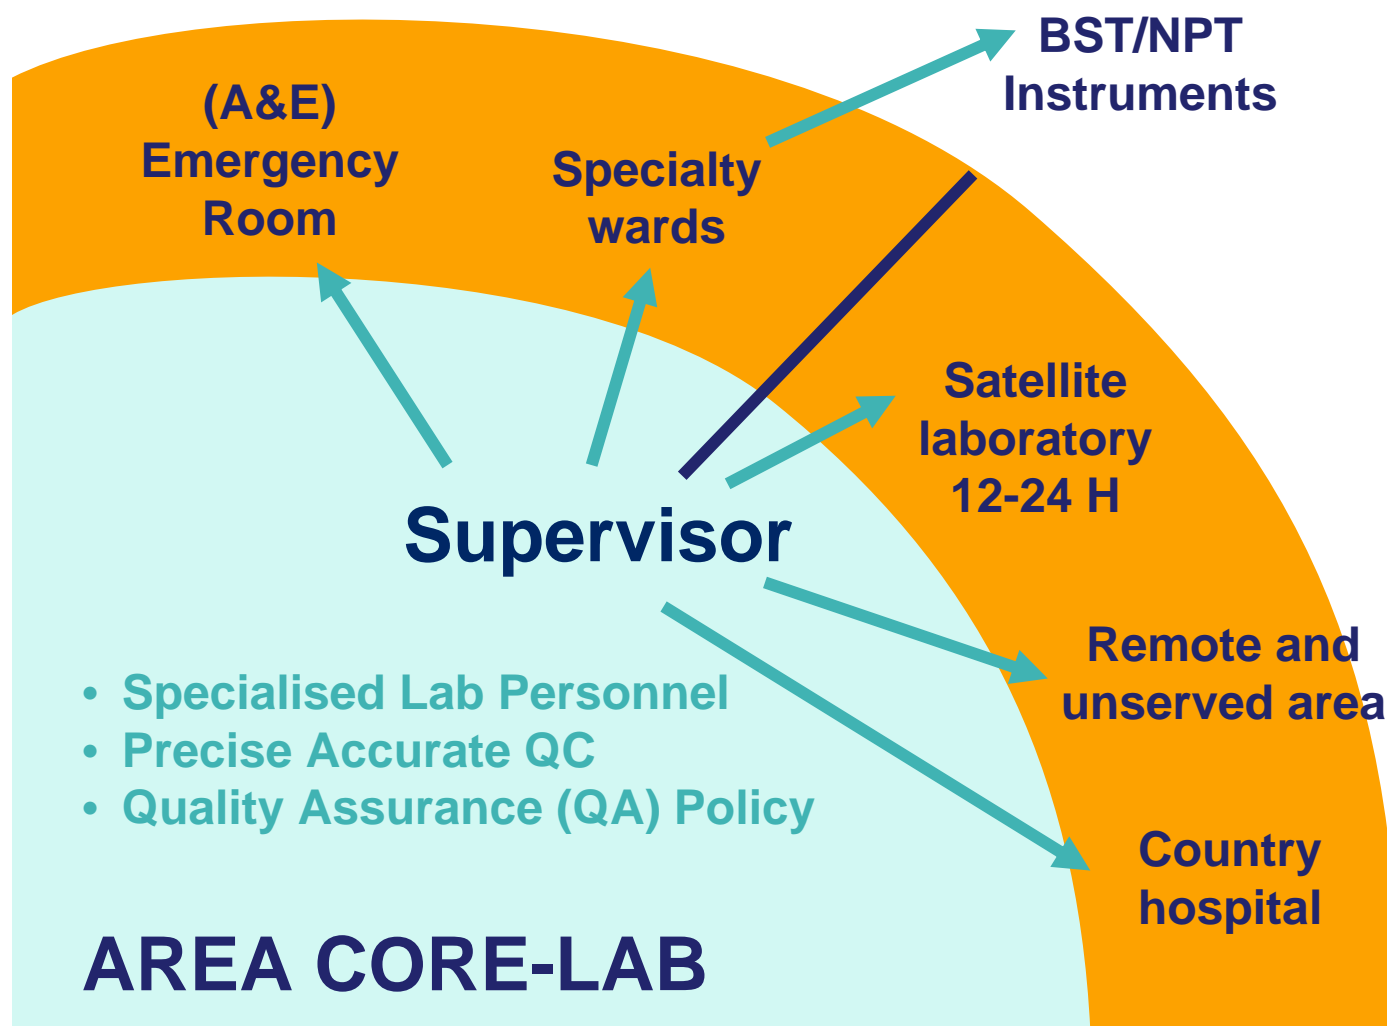 BST/NPT
Instruments
(A&E)
Emergency
Room
Specialty
wards
Satellite
laboratory
12-24 H
Supervisor
Remote and
unserved area
• Specialised Lab Personnel
• Precise Accurate QC
• Quality Assurance (QA) Policy
Country
hospital
AREA CORE-LAB